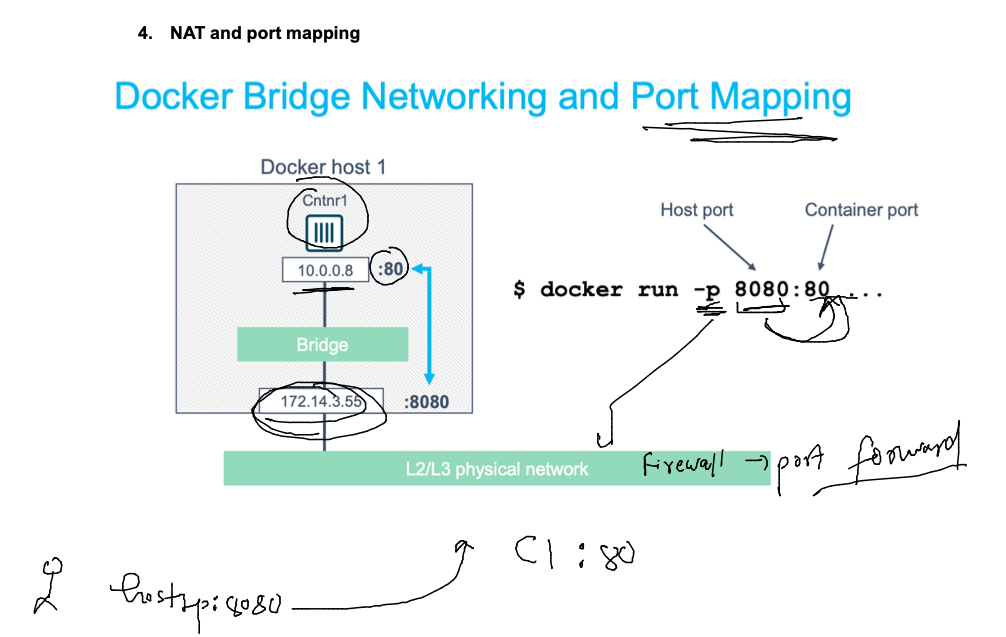 4. NAT and port mapping
Docker Bridge Networking and Port Mapping
Docker host 1
Cntnr1
10.0.0.8 :80
Bridge
172.14.3.55 :8080
Host port Container port
$ docker run -p 8080:80 ...
L2/L3 physical network
Firewall → port forward
C1 : 80
hostip:8080